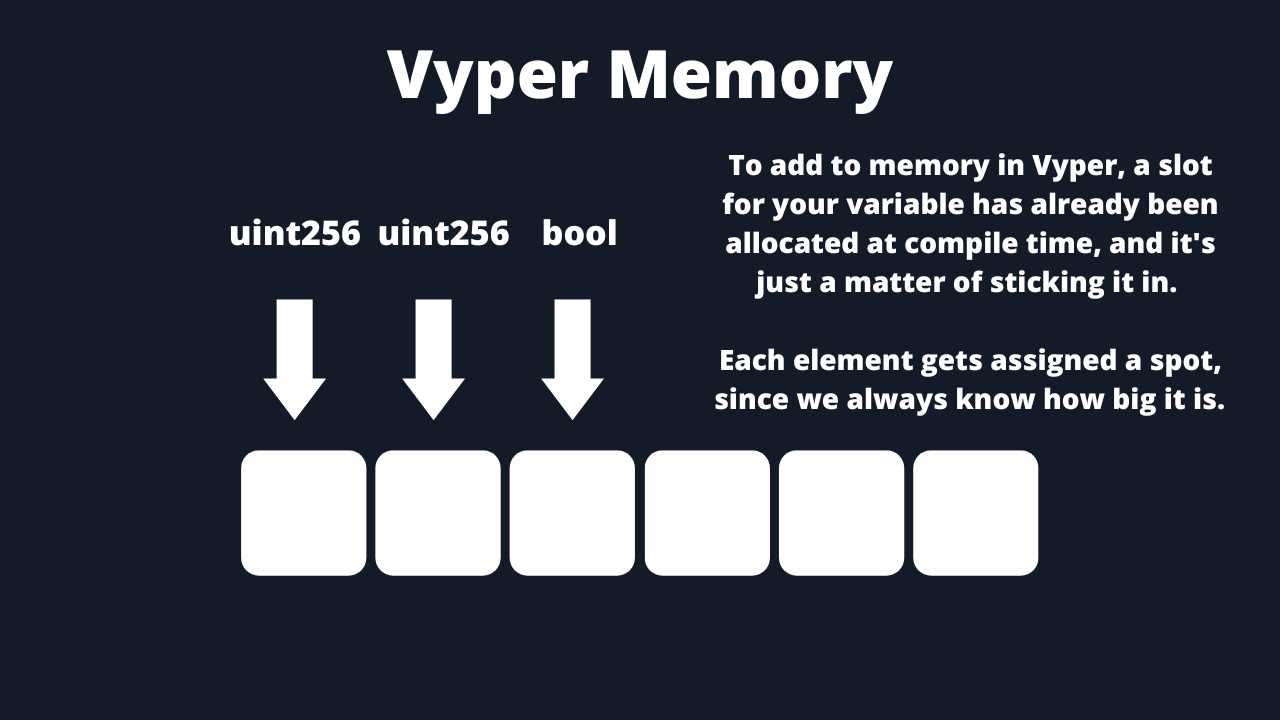 Vyper Memory
To add to memory in Vyper, a slot
for your variable has already been
allocated at compile time, and it's
just a matter of sticking it in.
Each element gets assigned a spot,
since we always know how big it is.
uint256 uint256 bool